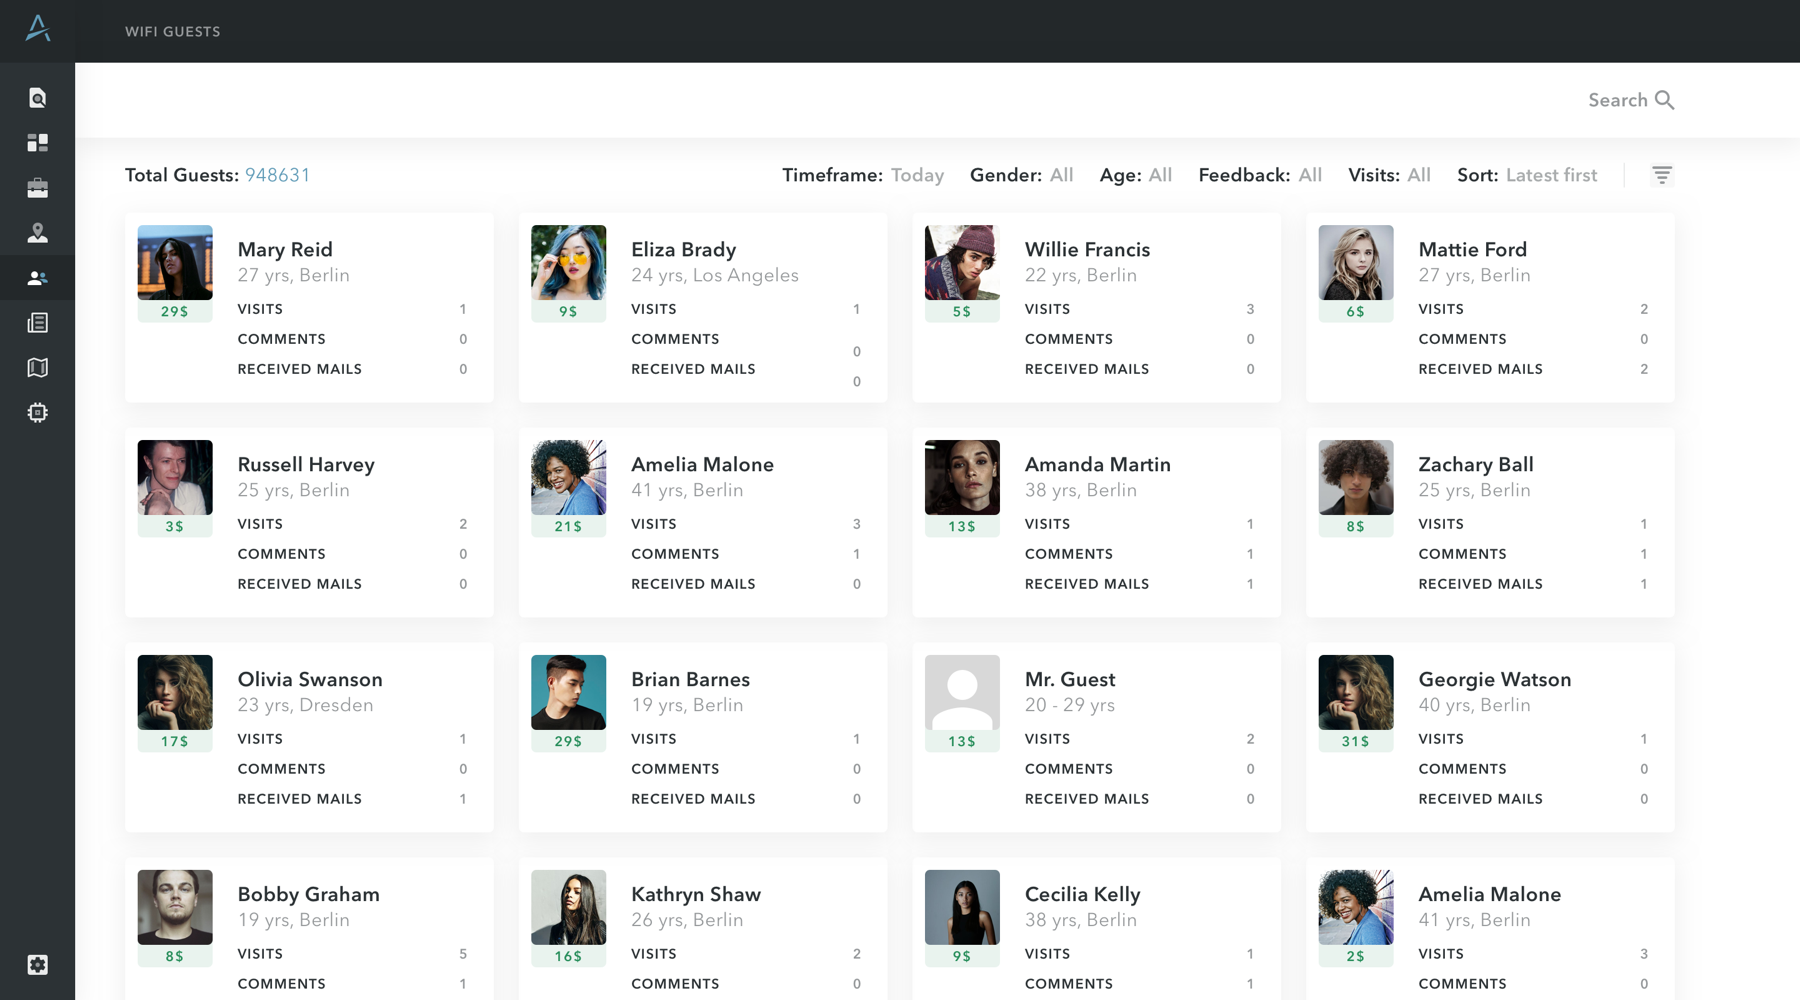 WIFI GUESTS
Search
Total Guests: 948631
Timeframe: Today Gender: All Age: All Feedback: All Visits: All Sort: Latest first
Mary Reid
27 yrs, Berlin
29$
VISITS 1
COMMENTS 0
RECEIVED MAILS 0
Eliza Brady
24 yrs, Los Angeles
9$
VISITS 1
COMMENTS 0
RECEIVED MAILS 0
Willie Francis
22 yrs, Berlin
5$
VISITS 3
COMMENTS 0
RECEIVED MAILS 0
Mattie Ford
27 yrs, Berlin
6$
VISITS 2
COMMENTS 0
RECEIVED MAILS 2
Russell Harvey
25 yrs, Berlin
3$
VISITS 2
COMMENTS 0
RECEIVED MAILS 0
Amelia Malone
41 yrs, Berlin
21$
VISITS 3
COMMENTS 1
RECEIVED MAILS 0
Amanda Martin
38 yrs, Berlin
13$
VISITS 1
COMMENTS 1
RECEIVED MAILS 1
Zachary Ball
25 yrs, Berlin
8$
VISITS 1
COMMENTS 1
RECEIVED MAILS 1
Olivia Swanson
23 yrs, Dresden
17$
VISITS 1
COMMENTS 0
RECEIVED MAILS 1
Brian Barnes
19 yrs, Berlin
29$
VISITS 1
COMMENTS 0
RECEIVED MAILS 0
Mr. Guest
20 - 29 yrs
13$
VISITS 2
COMMENTS 0
RECEIVED MAILS 0
Georgie Watson
40 yrs, Berlin
31$
VISITS 1
COMMENTS 0
RECEIVED MAILS 0
Bobby Graham
19 yrs, Berlin
8$
VISITS 5
COMMENTS 1
Kathryn Shaw
26 yrs, Berlin
16$
VISITS 2
COMMENTS 0
Cecilia Kelly
38 yrs, Berlin
9$
VISITS 1
COMMENTS 1
Amelia Malone
41 yrs, Berlin
2$
VISITS 3
COMMENTS 0